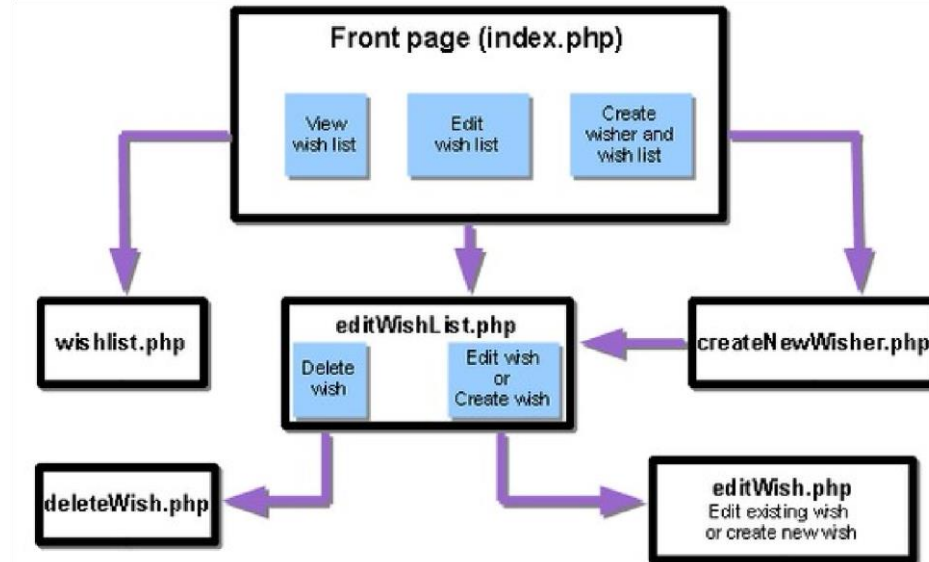 Front page (index.php)
View
wish list
Edit
wish list
Create
wisher and
wish list
wishlist.php
editWishList.php
Delete
wish
Edit wish
or
Create wish
createNewWisher.php
deleteWish.php
editWish.php
Edit existing wish
or create new wish